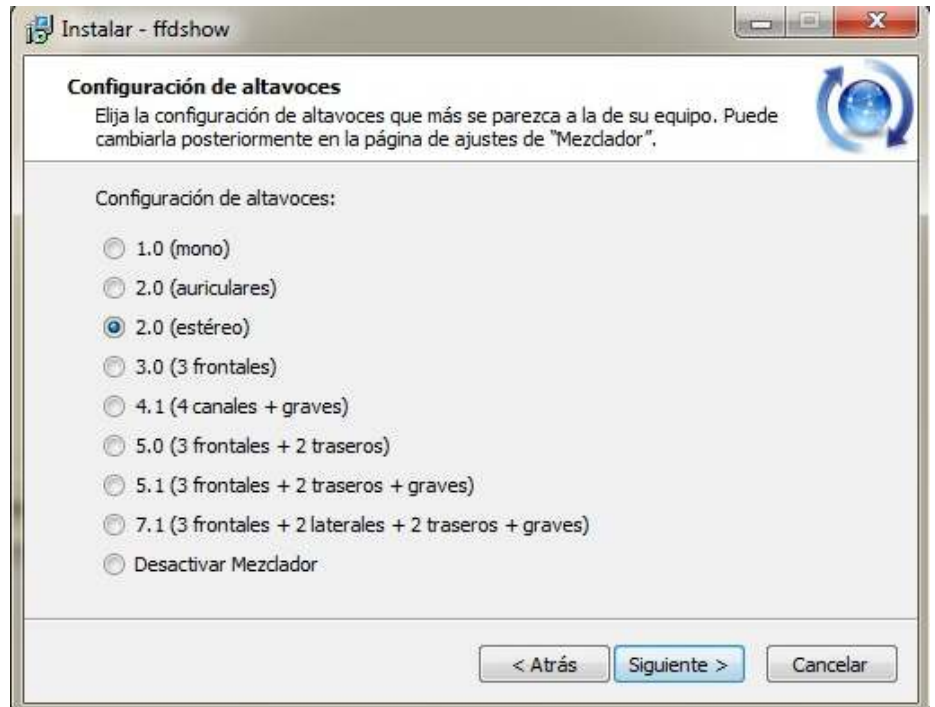 Instalar - ffdshow
Configuración de altavoces
Elija la configuración de altavoces que más se parezca a la de su equipo. Puede
cambiarla posteriormente en la página de ajustes de "Mezclador".
Configuración de altavoces:
1.0 (mono)
2.0 (auriculares)
2.0 (estéreo)
3.0 (3 frontales)
4.1 (4 canales + graves)
5.0 (3 frontales + 2 traseros)
5.1 (3 frontales + 2 traseros + graves)
7.1 (3 frontales + 2 laterales + 2 traseros + graves)
Desactivar Mezclador
< Atrás
Siguiente >
Cancelar